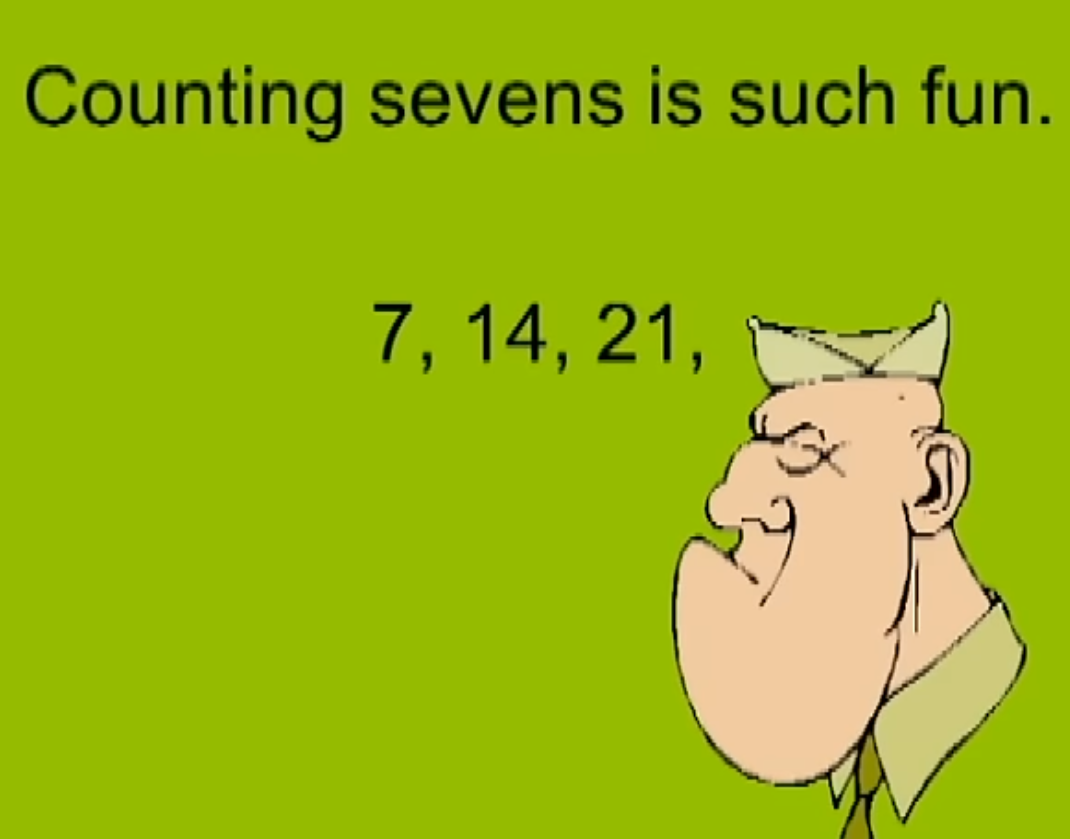 Counting sevens is such fun.
7, 14, 21,